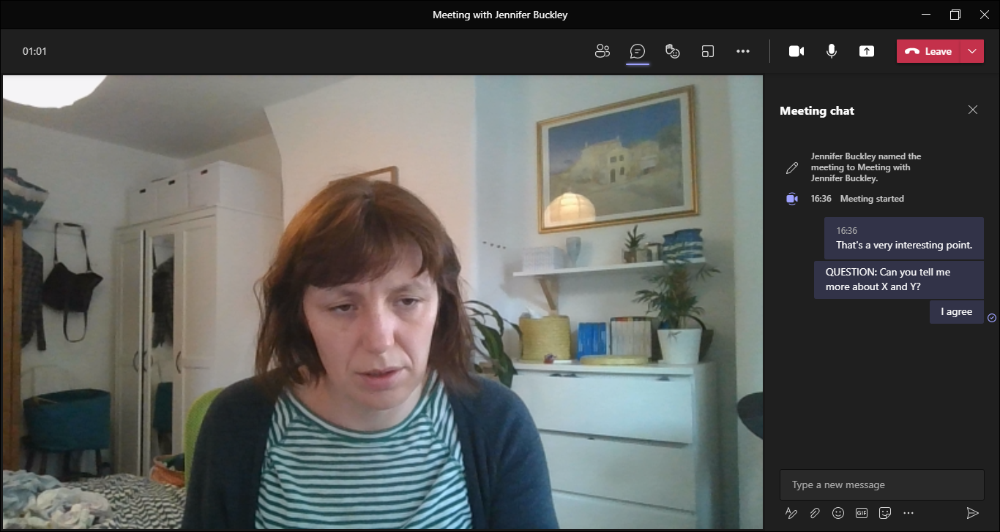 Meeting with Jennifer Buckley
01:01
Leave
Meeting chat
Jennifer Buckley named the
meeting to Meeting with
Jennifer Buckley.
16:36 Meeting started
16:36
That's a very interesting point.
QUESTION: Can you tell me
more about X and Y?
I agree
Type a new message
GIF